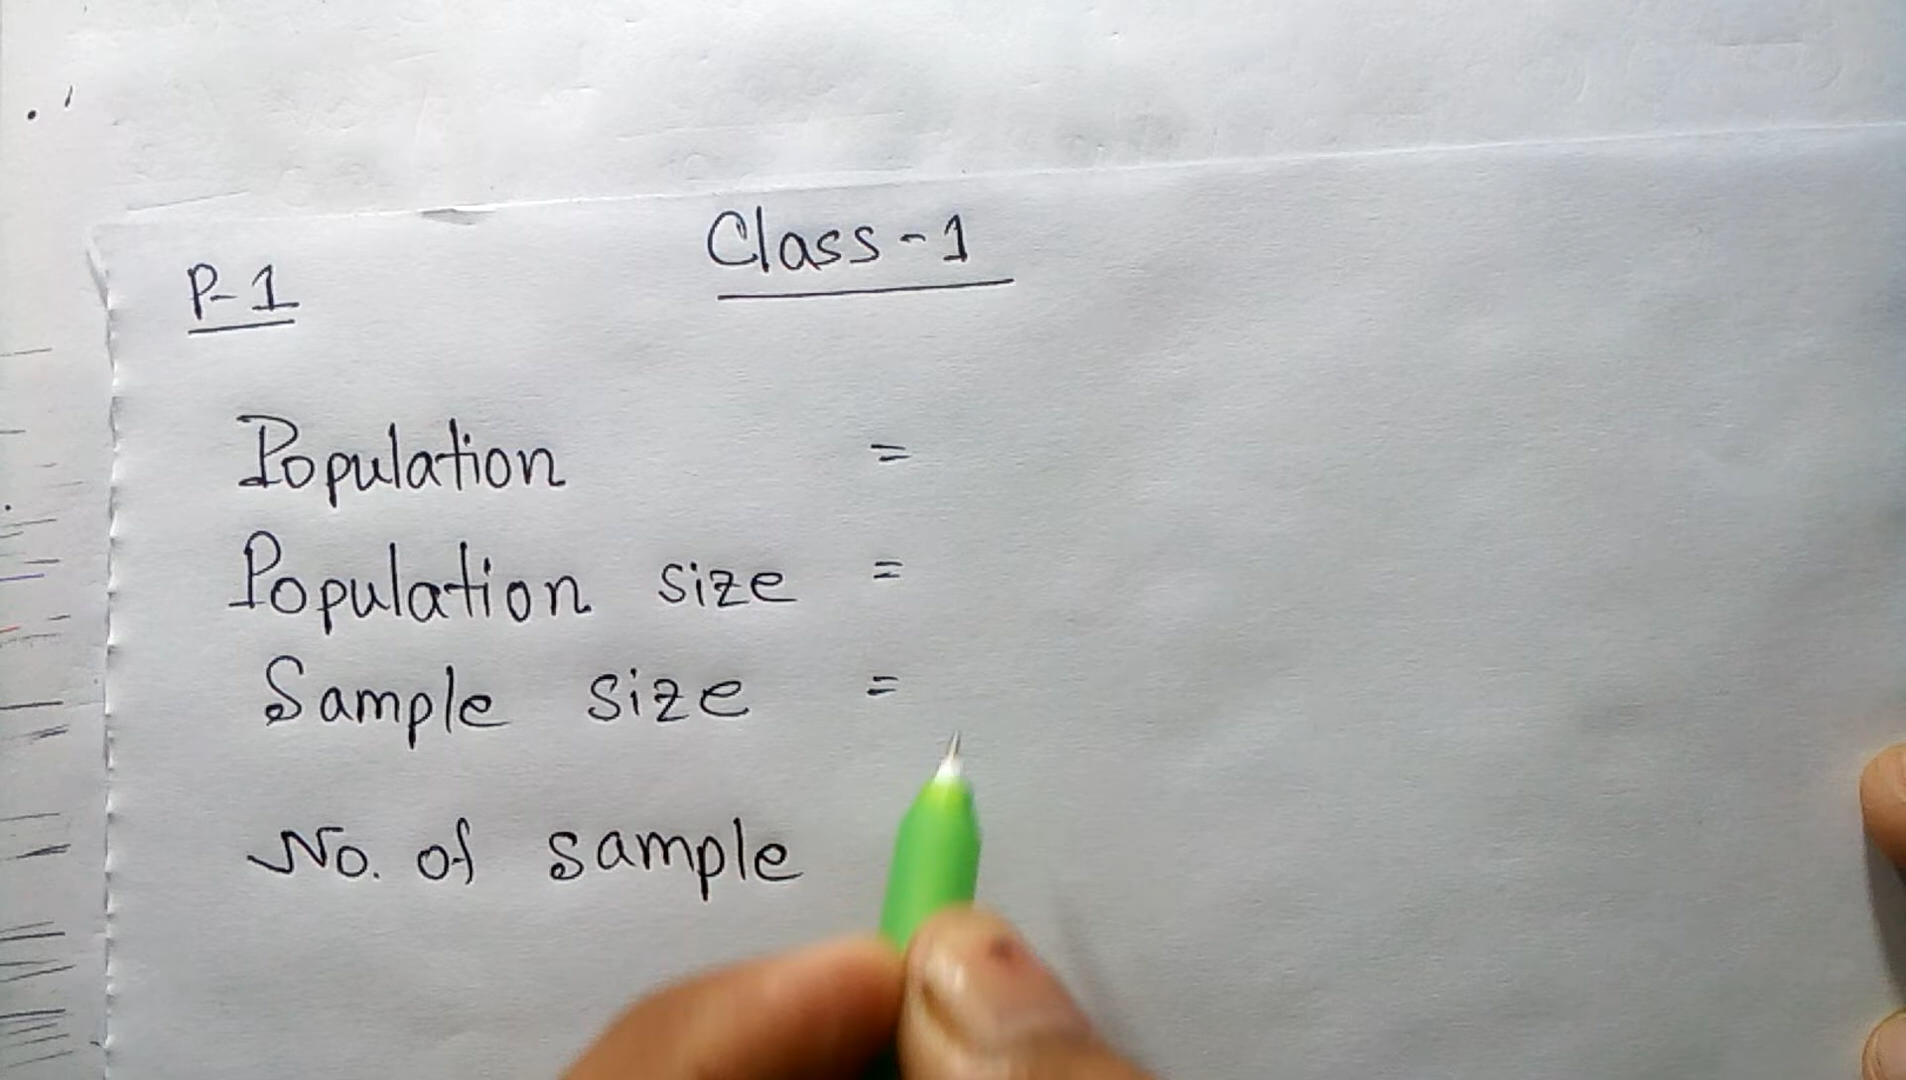 Class-1
P-1
Population =
Population size =
Sample size =
No. of sample